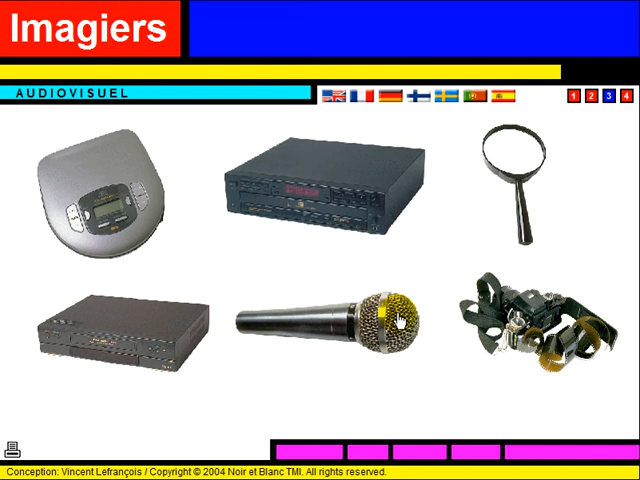 Imagiers
AUDIOVISUEL
1 2 3 4
Conception: Vincent Lefrançois / Copyright © 2004 Noir et Blanc TMI. All rights reserved.